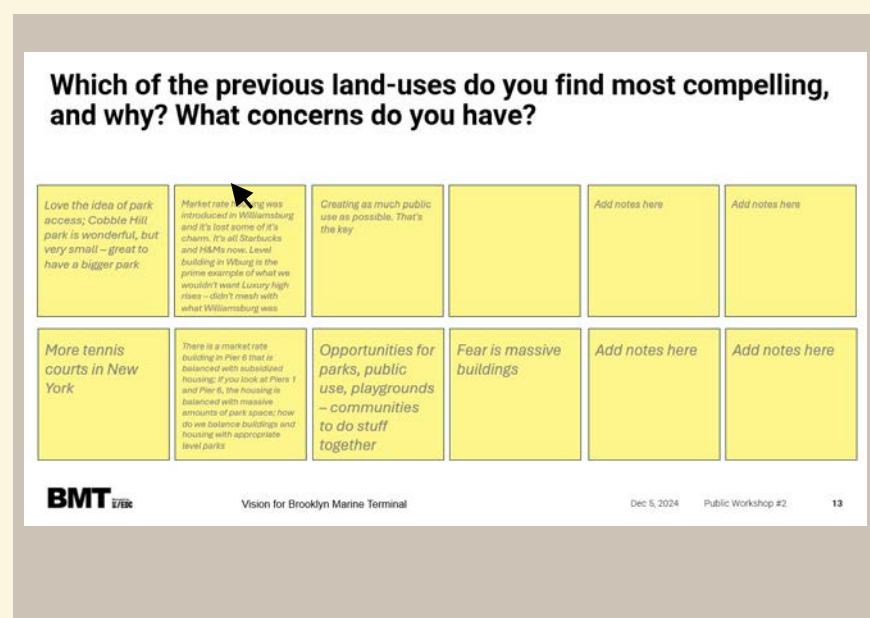 Which of the previous land-uses do you find most compelling,
and why? What concerns do you have?
Love the idea of park
access; Cobble Hill
park is wonderful, but
very small – great to
have a bigger park
Market rate housing was
introduced in Williamsburg
and it's lost some of it's
charm. It's all Starbucks
and H&Ms now. Level
building in Wburg is the
prime example of what we
wouldn't want Luxury high
rises – didn't mesh with
what Williamsburg was
Creating as much public
use as possible. That's
the key
Add notes here
Add notes here
More tennis
courts in New
York
There is a market rate
building in Pier 6 that is
balanced with subsidized
housing; if you look at Piers 1
and Pier 6, the housing is
balanced with massive
amounts of park space; how
do we balance buildings and
housing with appropriate
level parks
Opportunities for
parks, public
use, playgrounds
– communities
to do stuff
together
Fear is massive
buildings
Add notes here
Add notes here
BMT
Vision for Brooklyn Marine Terminal
Dec 5, 2024
Public Workshop #2
13